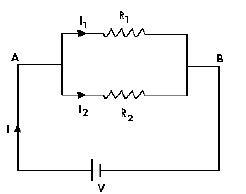 I₁ R₁
A B
I₂ R₂
I
V